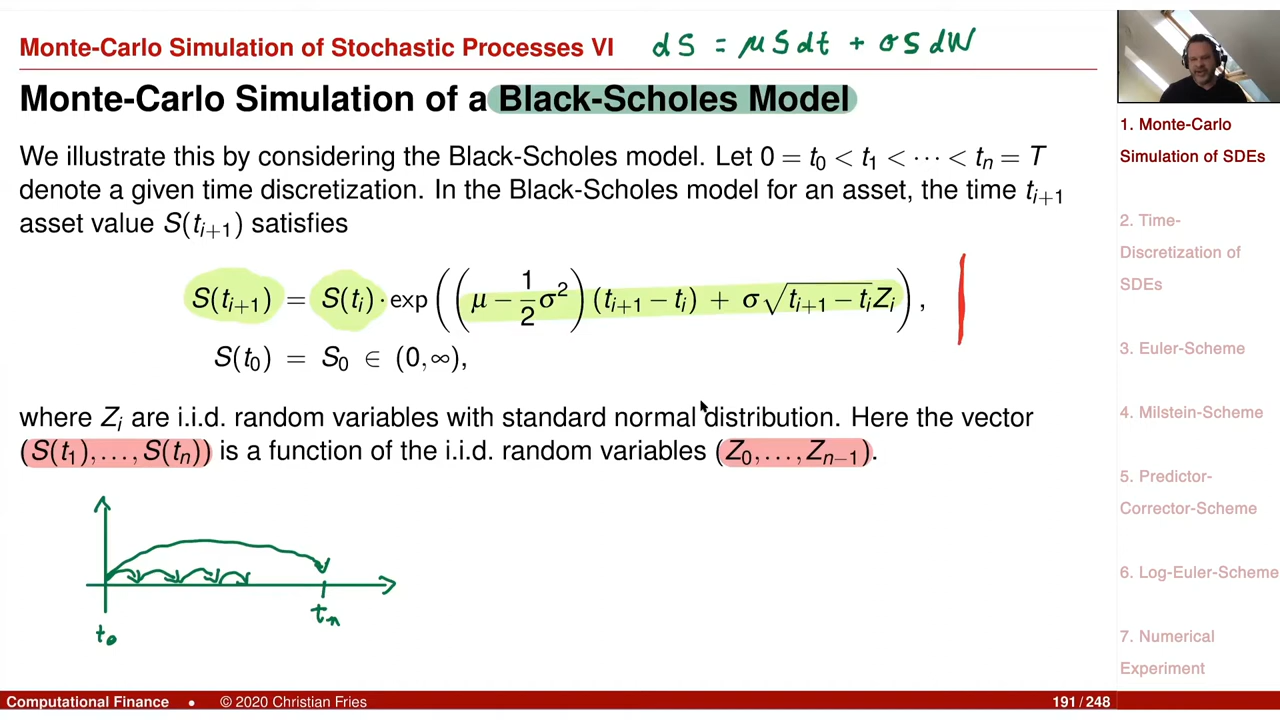 Monte-Carlo Simulation of Stochastic Processes VI
dS = μSdt + σSdW
Monte-Carlo Simulation of a Black-Scholes Model
We illustrate this by considering the Black-Scholes model. Let 0 = t₀ < t₁ < ⋯ < tₙ = T
denote a given time discretization. In the Black-Scholes model for an asset, the time tᵢ₊₁
asset value S(tᵢ₊₁) satisfies
S(tᵢ₊₁) = S(tᵢ) · exp((μ − 1/2 σ²)(tᵢ₊₁ − tᵢ) + σ√(tᵢ₊₁ − tᵢ)Zᵢ),
S(t₀) = S₀ ∈ (0,∞),
where Zᵢ are i.i.d. random variables with standard normal distribution. Here the vector
(S(t₁),…,S(tₙ)) is a function of the i.i.d. random variables (Z₀,…,Zₙ₋₁).
t₀
tₙ
1. Monte-Carlo
Simulation of SDEs
2. Time-
Discretization of
SDEs
3. Euler-Scheme
4. Milstein-Scheme
5. Predictor-
Corrector-Scheme
6. Log-Euler-Scheme
7. Numerical
Experiment
Computational Finance • © 2020 Christian Fries 191 / 248